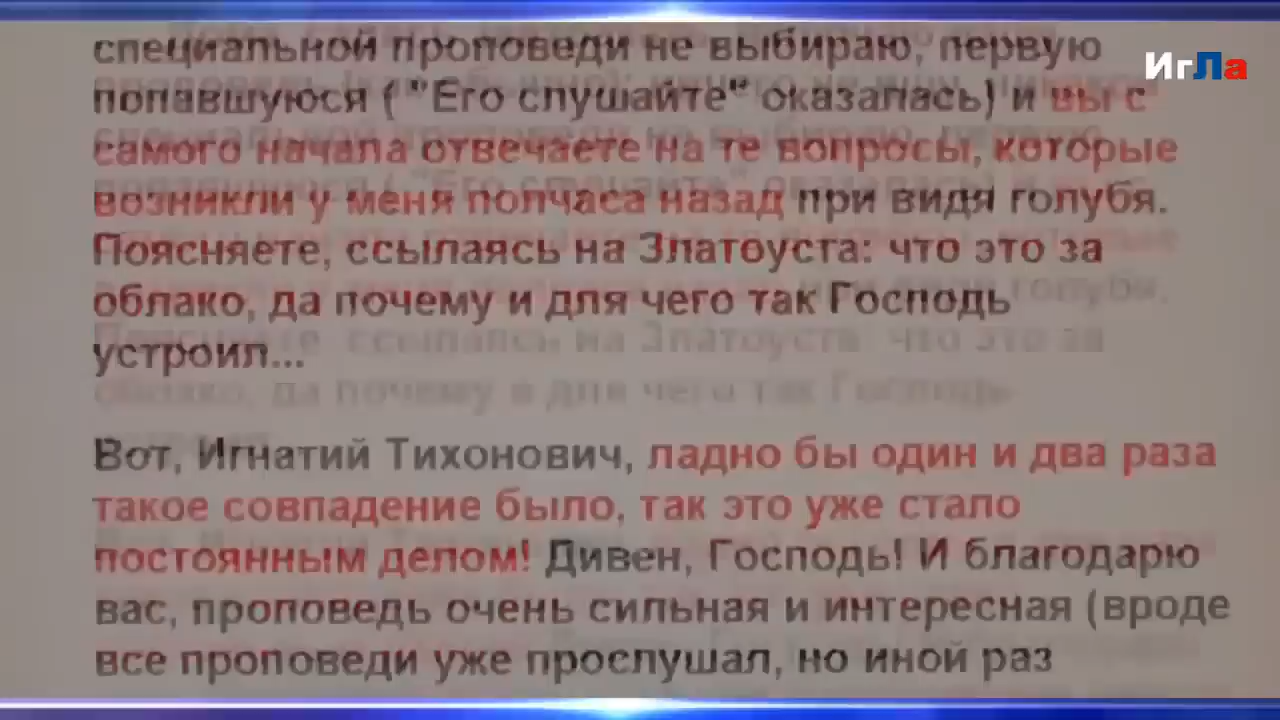 специальной проповеди не выбираю, первую
ИгЛа
попавшуюся ( "Его слушайте" оказалась) и вы с
самого начала отвечаете на те вопросы, которые
возникли у меня полчаса назад при видя голубя.
Поясняете, ссылаясь на Златоуста: что это за
облако, да почему и для чего так Господь
устроил...
Вот, Игнатий Тихонович, ладно бы один и два раза
такое совпадение было, так это уже стало
постоянным делом! Дивен, Господь! И благодарю
вас, проповедь очень сильная и интересная (вроде
все проповеди уже прослушал, но иной раз